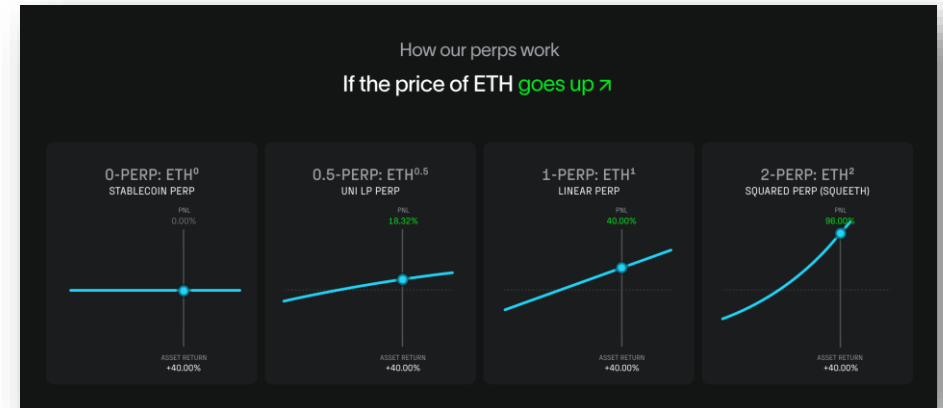 How our perps work
If the price of ETH goes up ↗
0-PERP: ETH⁰
STABLECOIN PERP
PNL
0.00%
ASSET RETURN
+40.00%
0.5-PERP: ETH⁰·⁵
UNI LP PERP
PNL
18.32%
ASSET RETURN
+40.00%
1-PERP: ETH¹
LINEAR PERP
PNL
40.00%
ASSET RETURN
+40.00%
2-PERP: ETH²
SQUARED PERP (SQUEETH)
PNL
96.00%
ASSET RETURN
+40.00%